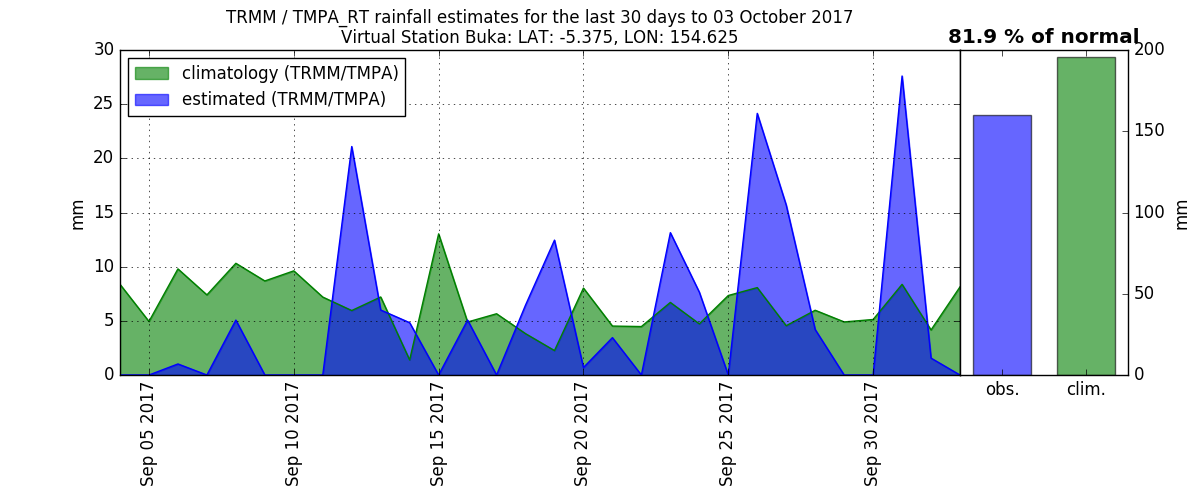 TRMM / TMPA_RT rainfall estimates for the last 30 days to 03 October 2017
Virtual Station Buka: LAT: -5.375, LON: 154.625
81.9 % of normal
climatology (TRMM/TMPA)
estimated (TRMM/TMPA)
30
25
20
15
10
5
0
mm
Sep 05 2017
Sep 10 2017
Sep 15 2017
Sep 20 2017
Sep 25 2017
Sep 30 2017
obs.
clim.
200
150
100
50
0
mm